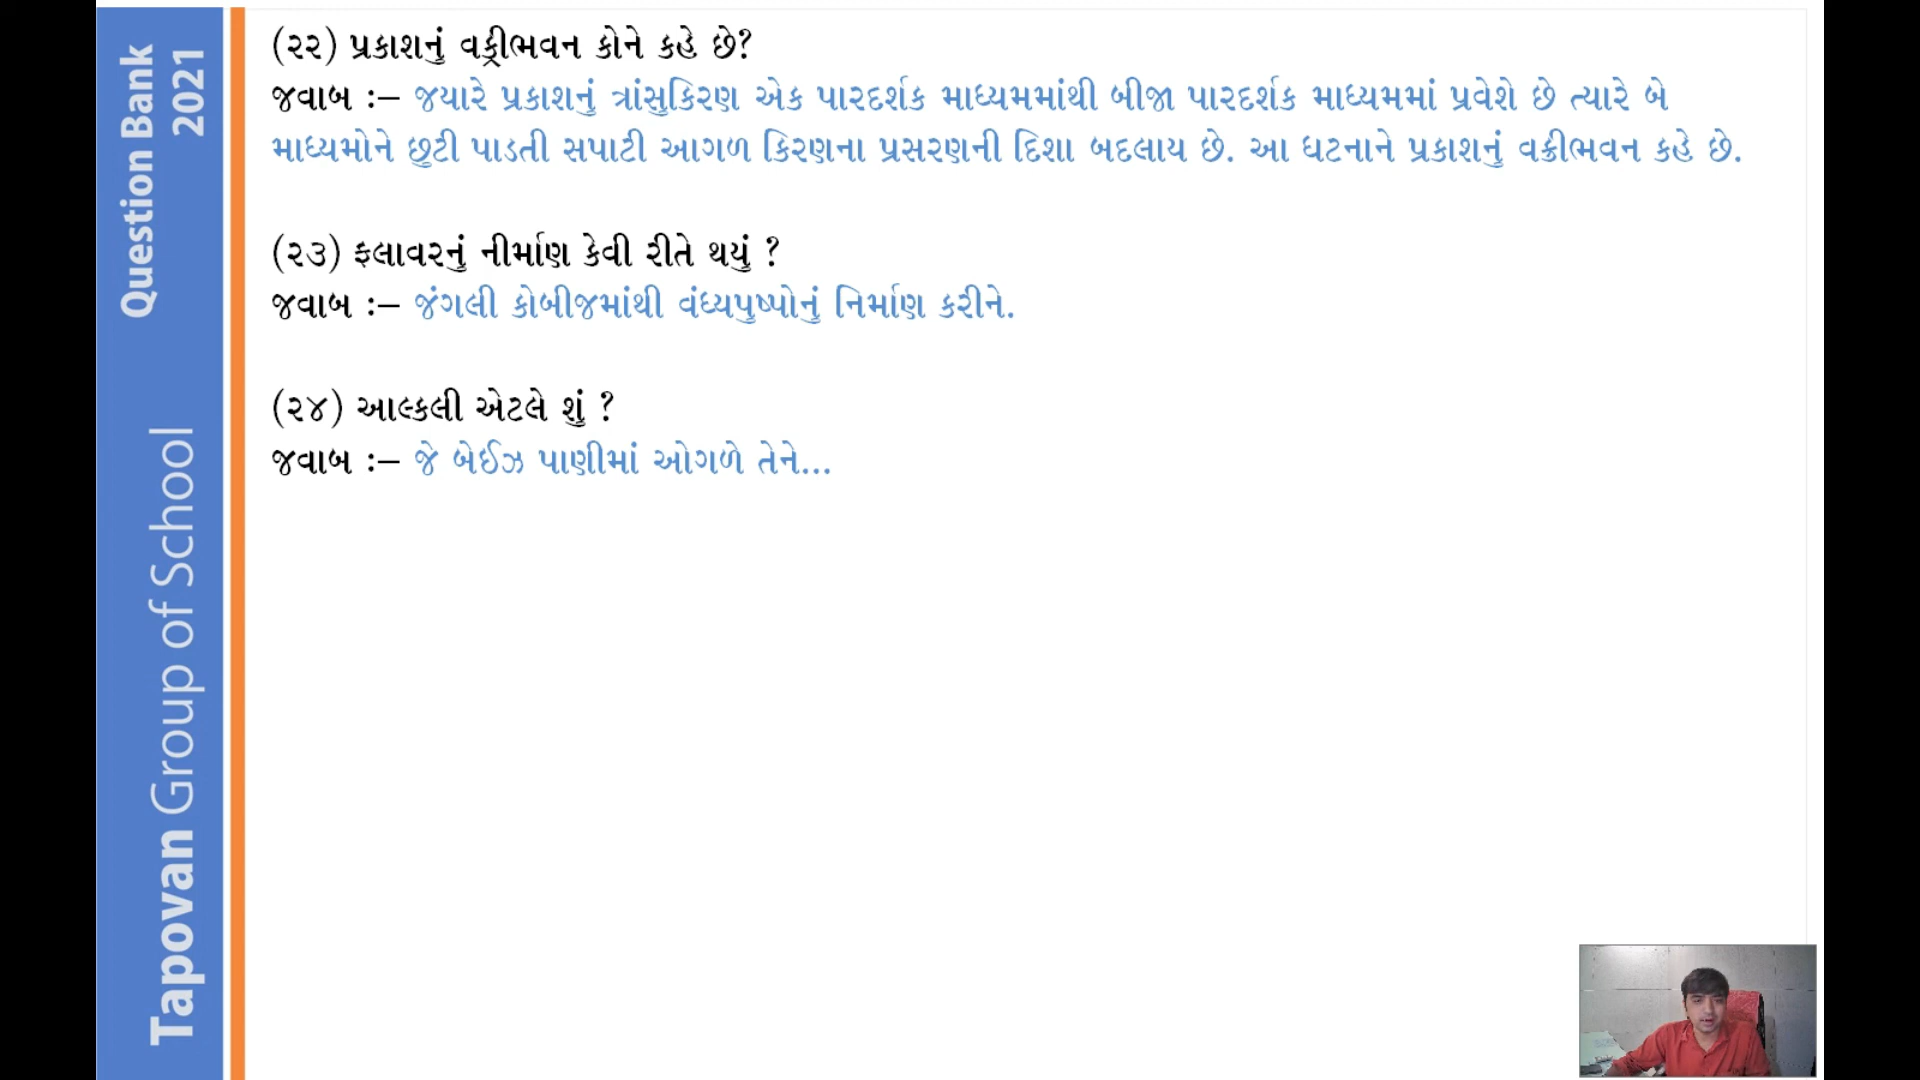 Question Bank
2021
Tapovan Group of School
(૨૨) પ્રકાશનું વક્રીભવન કોને કહે છે?
જવાબ :– જયારે પ્રકાશનું ત્રાંસુકિરણ એક પારદર્શક માધ્યમમાંથી બીજા પારદર્શક માધ્યમમાં પ્રવેશે છે ત્યારે બે
માધ્યમોને છુટી પાડતી સપાટી આગળ કિરણના પ્રસરણની દિશા બદલાય છે. આ ઘટનાને પ્રકાશનું વક્રીભવન કહે છે.
(૨૩) ફલાવરનું નીર્માણ કેવી રીતે થયું ?
જવાબ :– જંગલી કોબીજમાંથી વંધ્યપુષ્પોનું નિર્માણ કરીને.
(૨૪) આલ્કલી એટલે શું ?
જવાબ :– જે બેઈઝ પાણીમાં ઓગળે તેને...